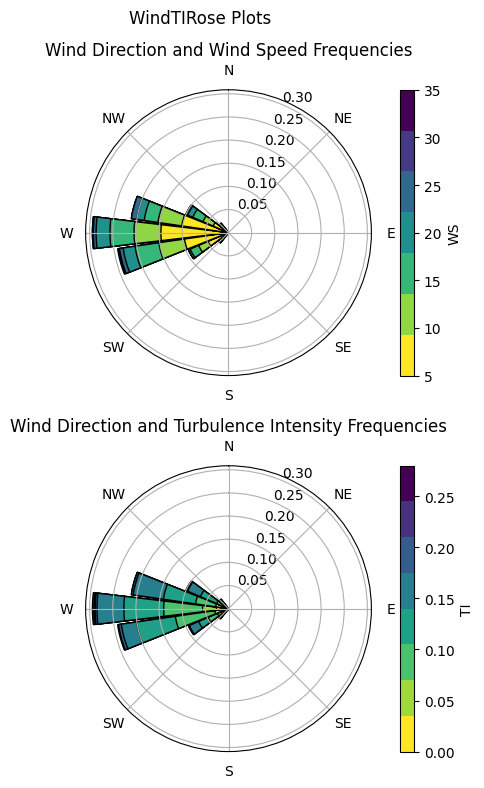 WindTIRose Plots
Wind Direction and Wind Speed Frequencies
N
NW
NE
0.30
0.25
0.20
0.15
0.10
0.05
W
E
SW
SE
S
35
30
25
20
15
10
5
WS
Wind Direction and Turbulence Intensity Frequencies
N
NW
NE
0.30
0.25
0.20
0.15
0.10
0.05
W
E
SW
SE
S
0.25
0.20
0.15
0.10
0.05
0.00
TI